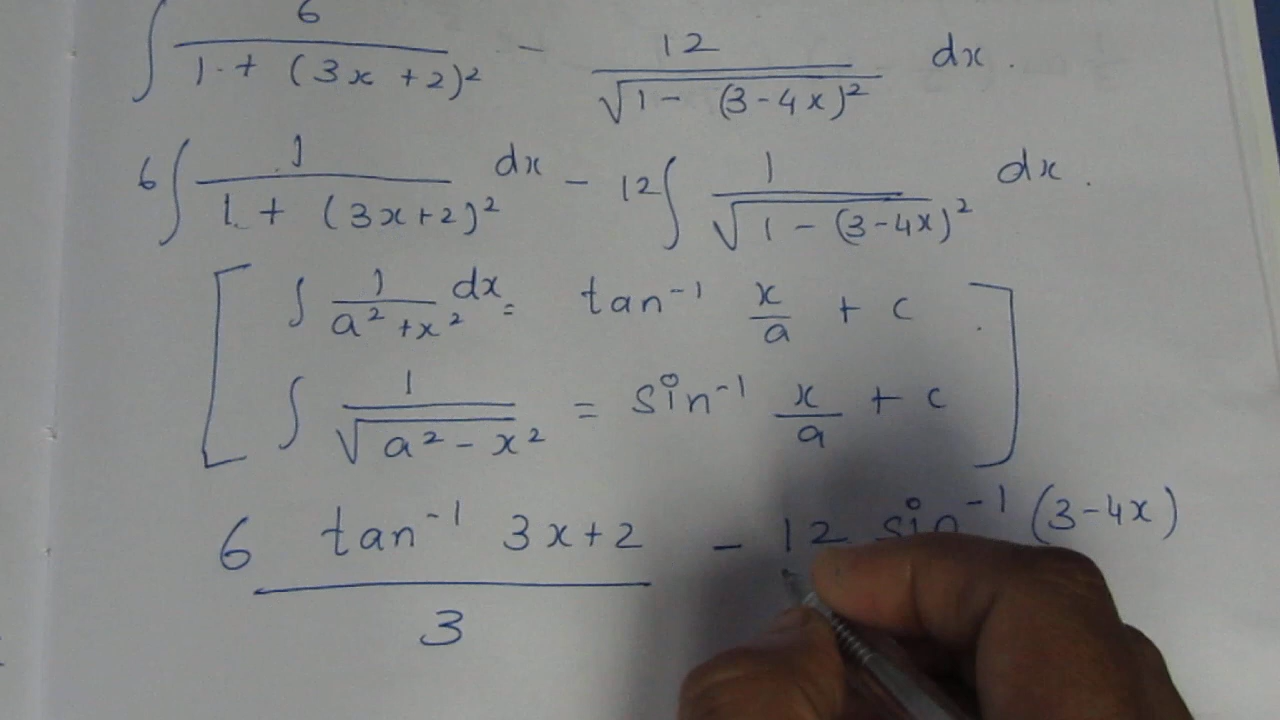 ∫ 6 / 1 + (3x + 2)² - 12 / √1 - (3-4x)² dx.
6∫ 1 / 1 + (3x+2)² dx - 12∫ 1 / √1 - (3-4x)² dx.
[ ∫ 1 / a² + x² dx = tan⁻¹ x/a + c
∫ 1 / √a² - x² = sin⁻¹ x/a + c ]
6 tan⁻¹ 3x+2 / 3 - 12 sin⁻¹ (3-4x)